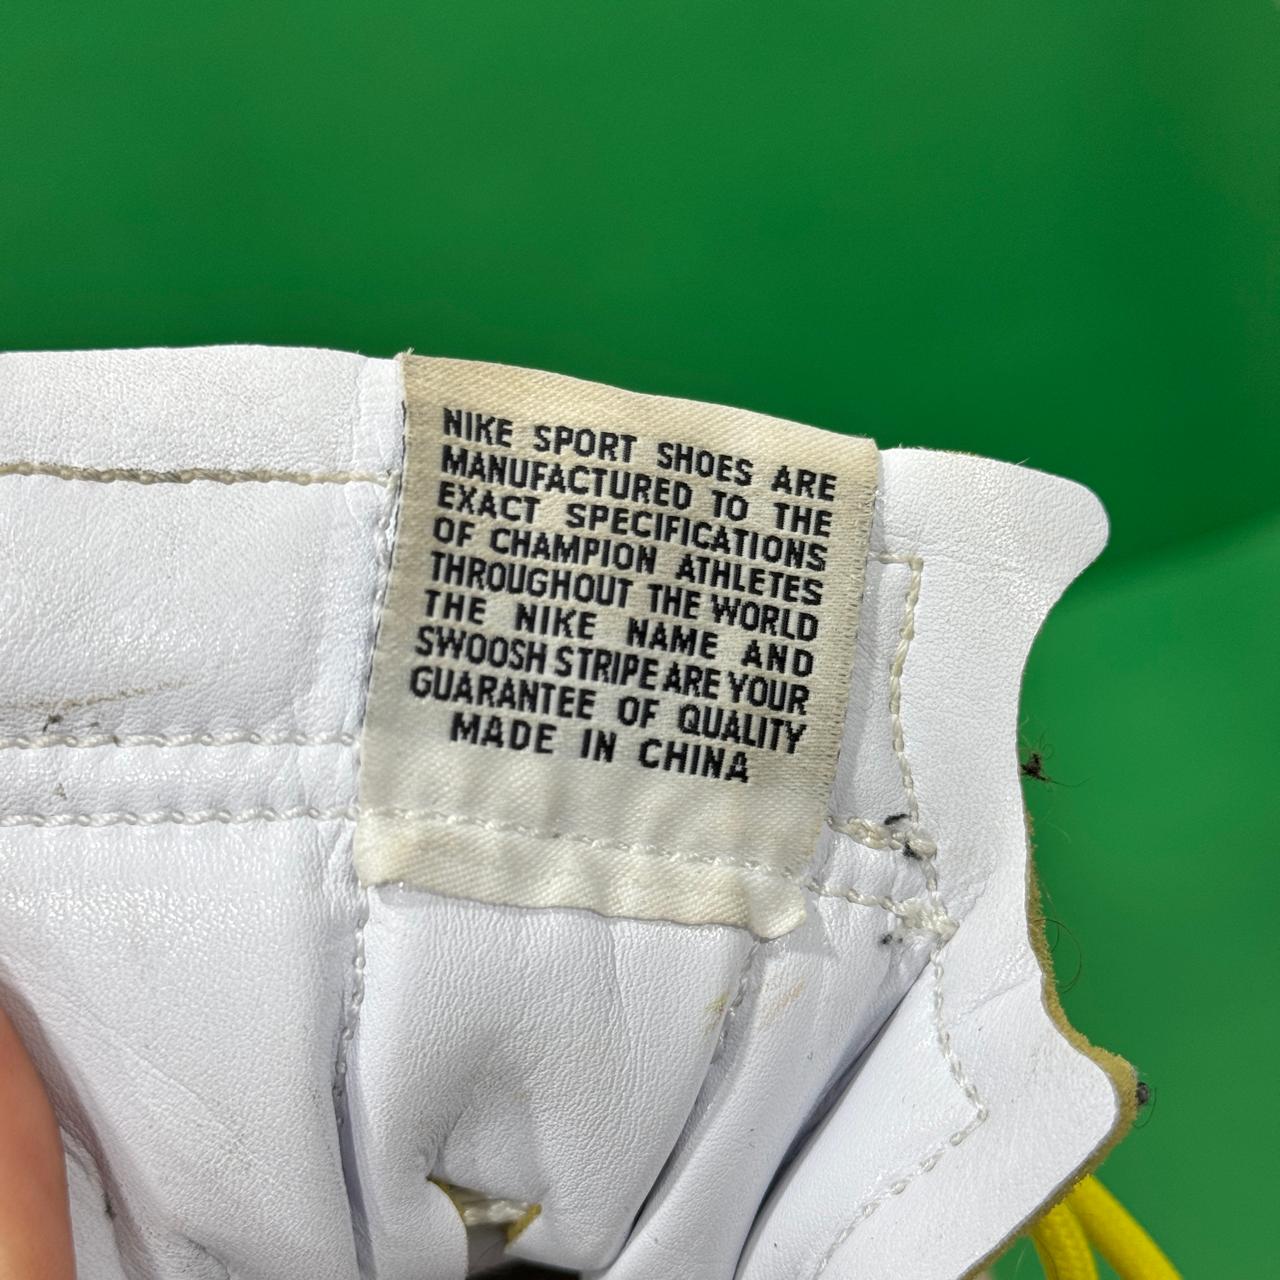 NIKE SPORT SHOES ARE
MANUFACTURED TO THE
EXACT SPECIFICATIONS
OF CHAMPION ATHLETES
THROUGHOUT THE WORLD
THE NIKE NAME AND
SWOOSH STRIPE ARE YOUR
GUARANTEE OF QUALITY
MADE IN CHINA